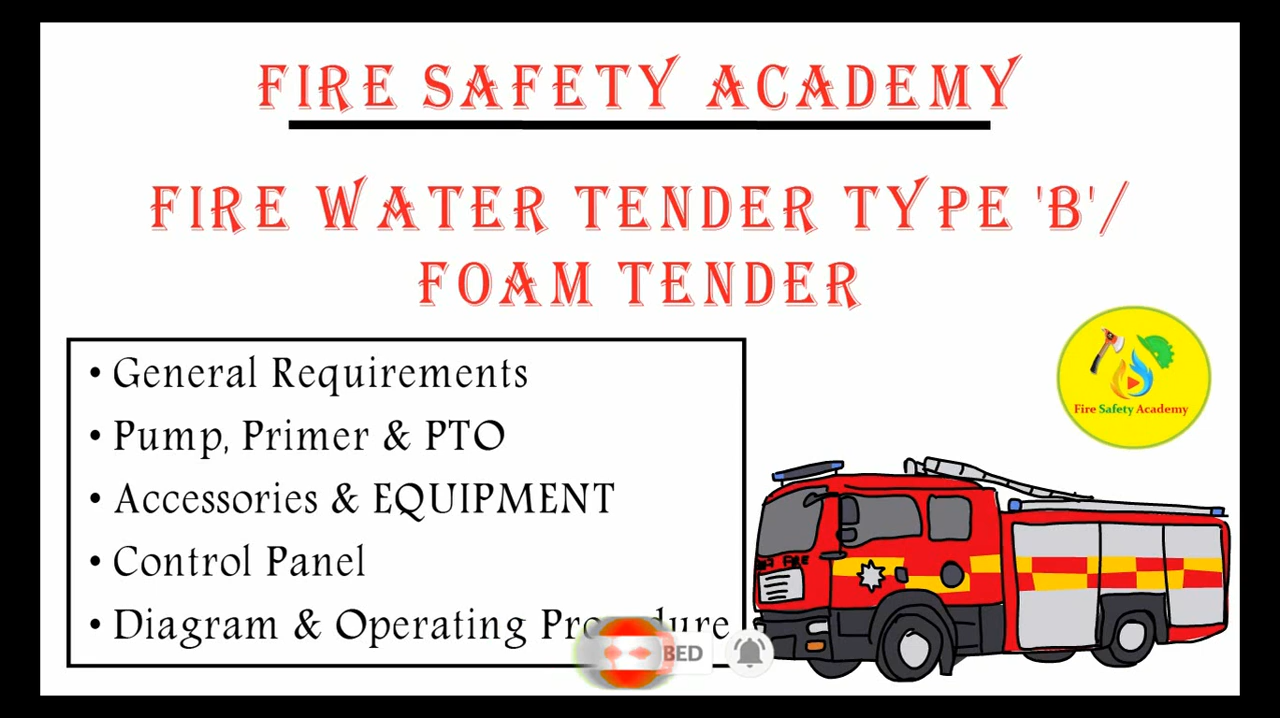 FIRE SAFETY ACADEMY
FIRE WATER TENDER TYPE 'B'/
FOAM TENDER
• General Requirements
• Pump, Primer & PTO
• Accessories & EQUIPMENT
• Control Panel
• Diagram & Operating
BED
Fire Safety Academy